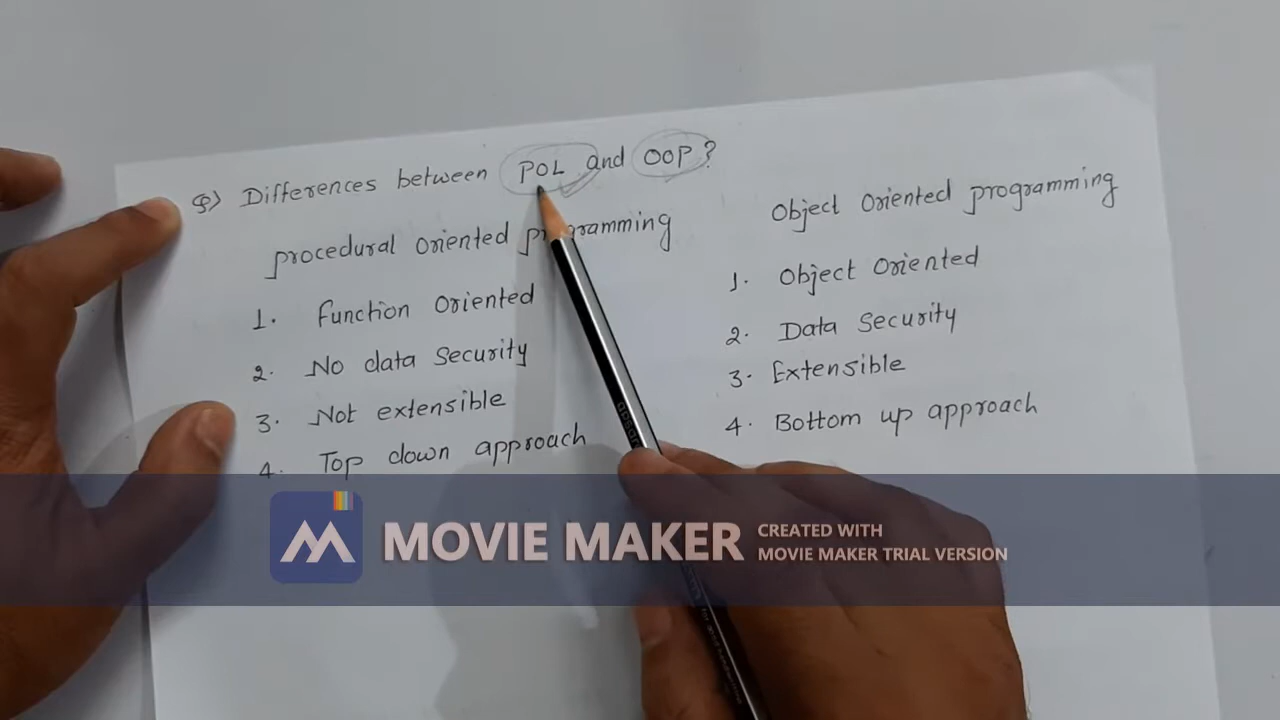 Q) Differences between POL and OOP?
procedural oriented programming
1. Function Oriented
2. No data Security
3. Not extensible
4. Top down approach
Object Oriented programming
1. Object Oriented
2. Data Security
3. Extensible
4. Bottom up approach
MOVIE MAKER
CREATED WITH
MOVIE MAKER TRIAL VERSION
apsara